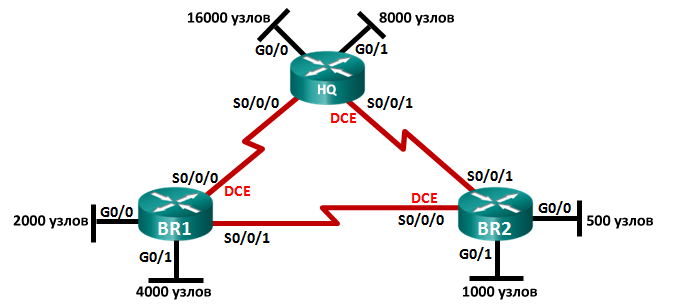 16000 узлов
8000 узлов
G0/0
G0/1
HQ
S0/0/0
S0/0/1
DCE
S0/0/0
S0/0/1
DCE
DCE
2000 узлов
G0/0
BR1
S0/0/1
S0/0/0
BR2
G0/0
500 узлов
G0/1
G0/1
4000 узлов
1000 узлов